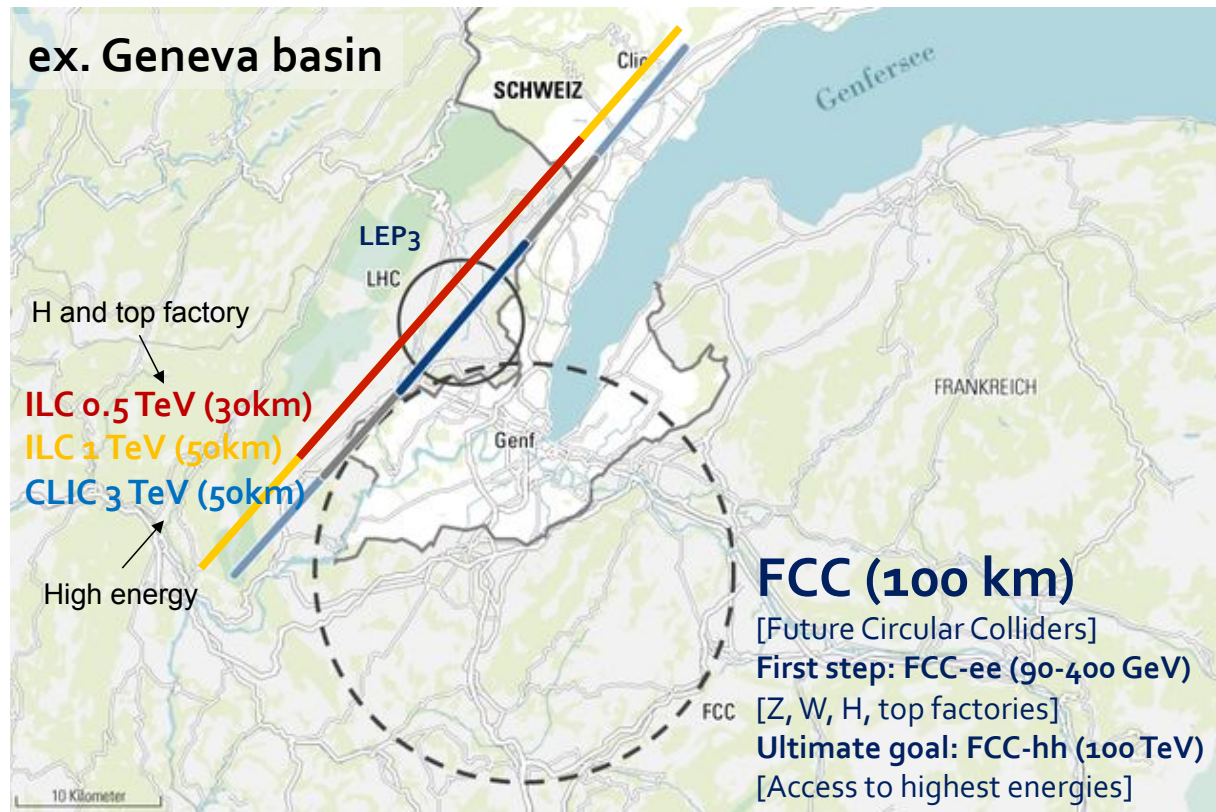 ex. Geneva basin
Clic
SCHWEIZ
Genfersee
LEP3
LHC
H and top factory
ILC 0.5 TeV (30km)
ILC 1 TeV (50km)
CLIC 3 TeV (50km)
High energy
FRANKREICH
Genf
FCC (100 km)
[Future Circular Colliders]
First step: FCC-ee (90-400 GeV)
[Z, W, H, top factories]
FCC
Ultimate goal: FCC-hh (100 TeV)
[Access to highest energies]
10 Kilometer